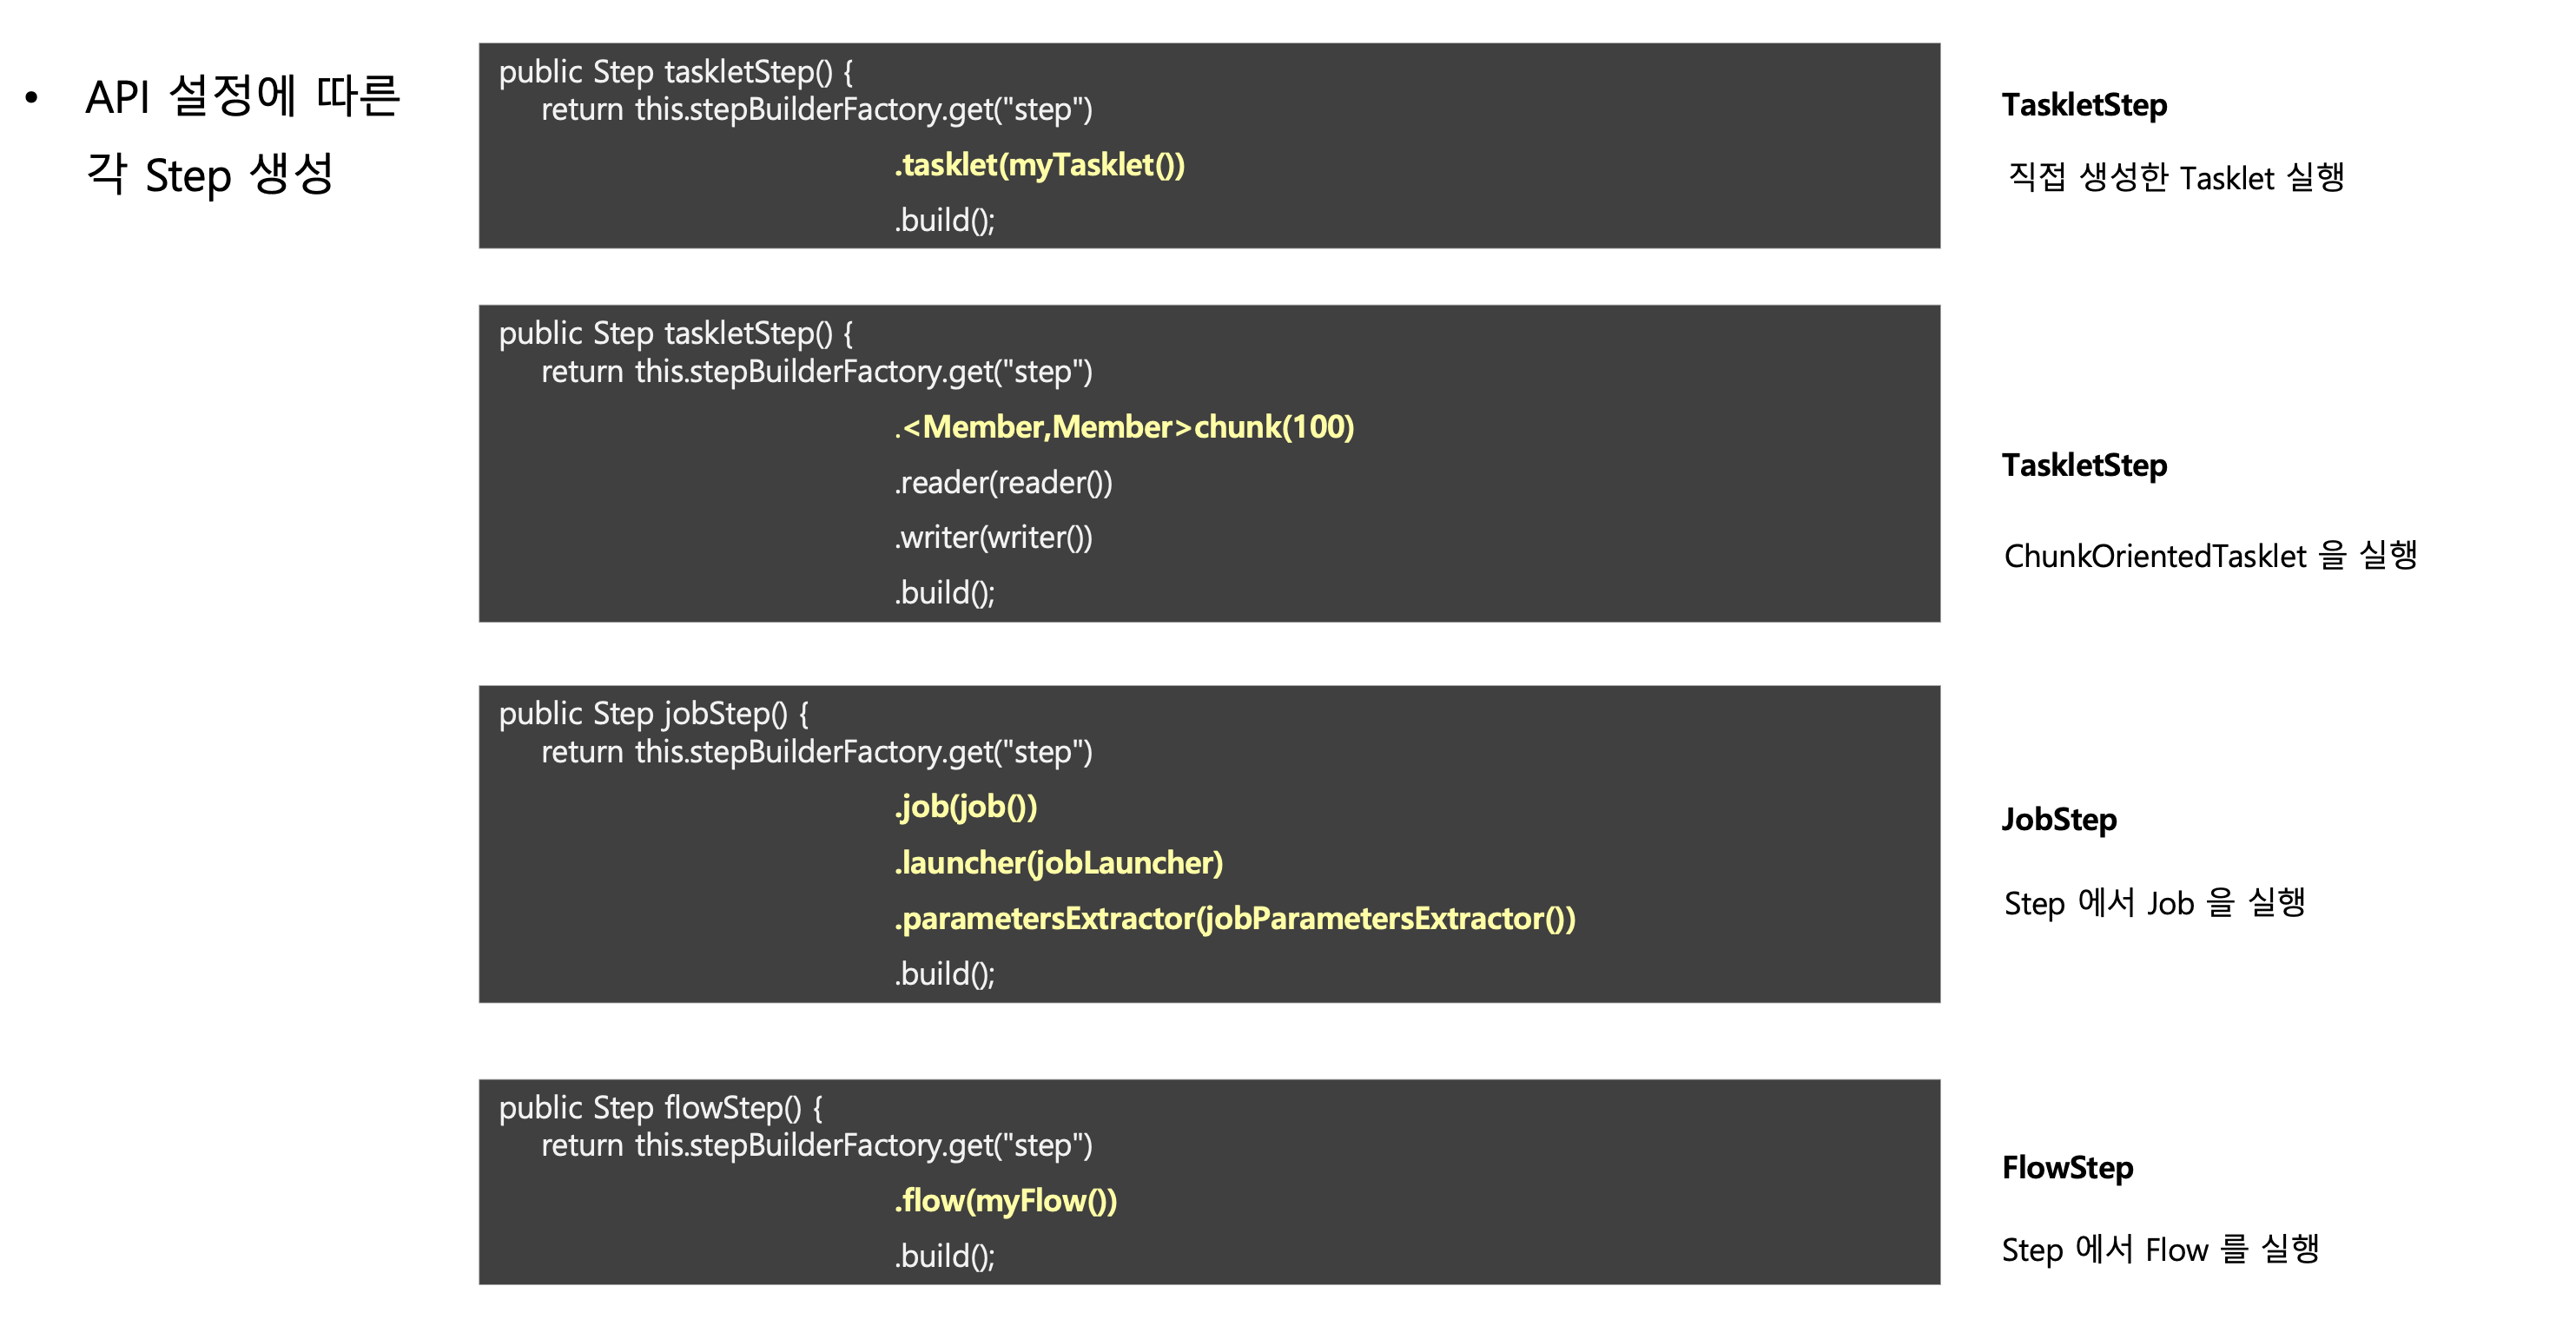 • API 설정에 따른
각 Step 생성
public Step taskletStep() {
return this.stepBuilderFactory.get("step")
.tasklet(myTasklet())
.build();
TaskletStep
직접 생성한 Tasklet 실행
public Step taskletStep() {
return this.stepBuilderFactory.get("step")
.<Member,Member>chunk(100)
.reader(reader())
.writer(writer())
.build();
TaskletStep
ChunkOrientedTasklet 을 실행
public Step jobStep() {
return this.stepBuilderFactory.get("step")
.job(job())
.launcher(jobLauncher)
.parametersExtractor(jobParametersExtractor())
.build();
JobStep
Step 에서 Job 을 실행
public Step flowStep() {
return this.stepBuilderFactory.get("step")
.flow(myFlow())
.build();
FlowStep
Step 에서 Flow 를 실행